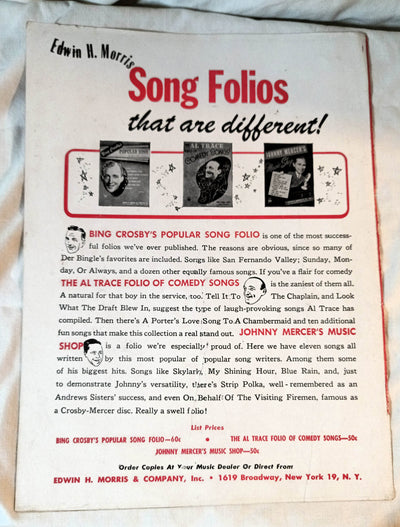 Edwin H. Morris
Song Folios
that are different!
POPULAR SONG
AL TRACE
COMEDY SONGS
JOHNNY MERCER'S
BING CROSBY'S POPULAR SONG FOLIO is one of the most success-
ful folios we've over published. The reasons are obvious, since so many of
Der Bingle's favorites are included. Songs like San Fernando Valley; Sunday, Mon-
day, Or Always, and a dozen other equally famous songs. If you've a flair for comedy
THE AL TRACE FOLIO OF COMEDY SONGS is the zaniest of them all.
A natural for that boy in the service, too. Tell It To The Chaplain, and Look
What The Draft Blew In, suggest the type of laugh-provoking songs Al Trace has
compiled. Then there's A Porter's Love Song To A Chambermaid and ten additional
fun songs that make this collection a real stand out. JOHNNY MERCER'S MUSIC
SHOP is a folio we're especially proud of. Here we have eleven songs all
written by this most popular of popular song writers. Among them some
of his biggest hits. Songs like Skylark, My Shining Hour, Blue Rain, and, just
to demonstrate Johnny's versatility, there's Strip Polka, well-remembered as an
Andrews Sisters' success, and even On Behalf Of The Visiting Firemen, famous as
a Crosby-Mercer disc. Really a swell folio!
List Prices
BING CROSBY'S POPULAR SONG FOLIO—60c • THE AL TRACE FOLIO OF COMEDY SONGS—50c
JOHNNY MERCER'S MUSIC SHOP—50c
Order Copies At Your Music Dealer Or Direct From
EDWIN H. MORRIS & COMPANY, Inc. • 1619 Broadway, New York 19, N. Y.